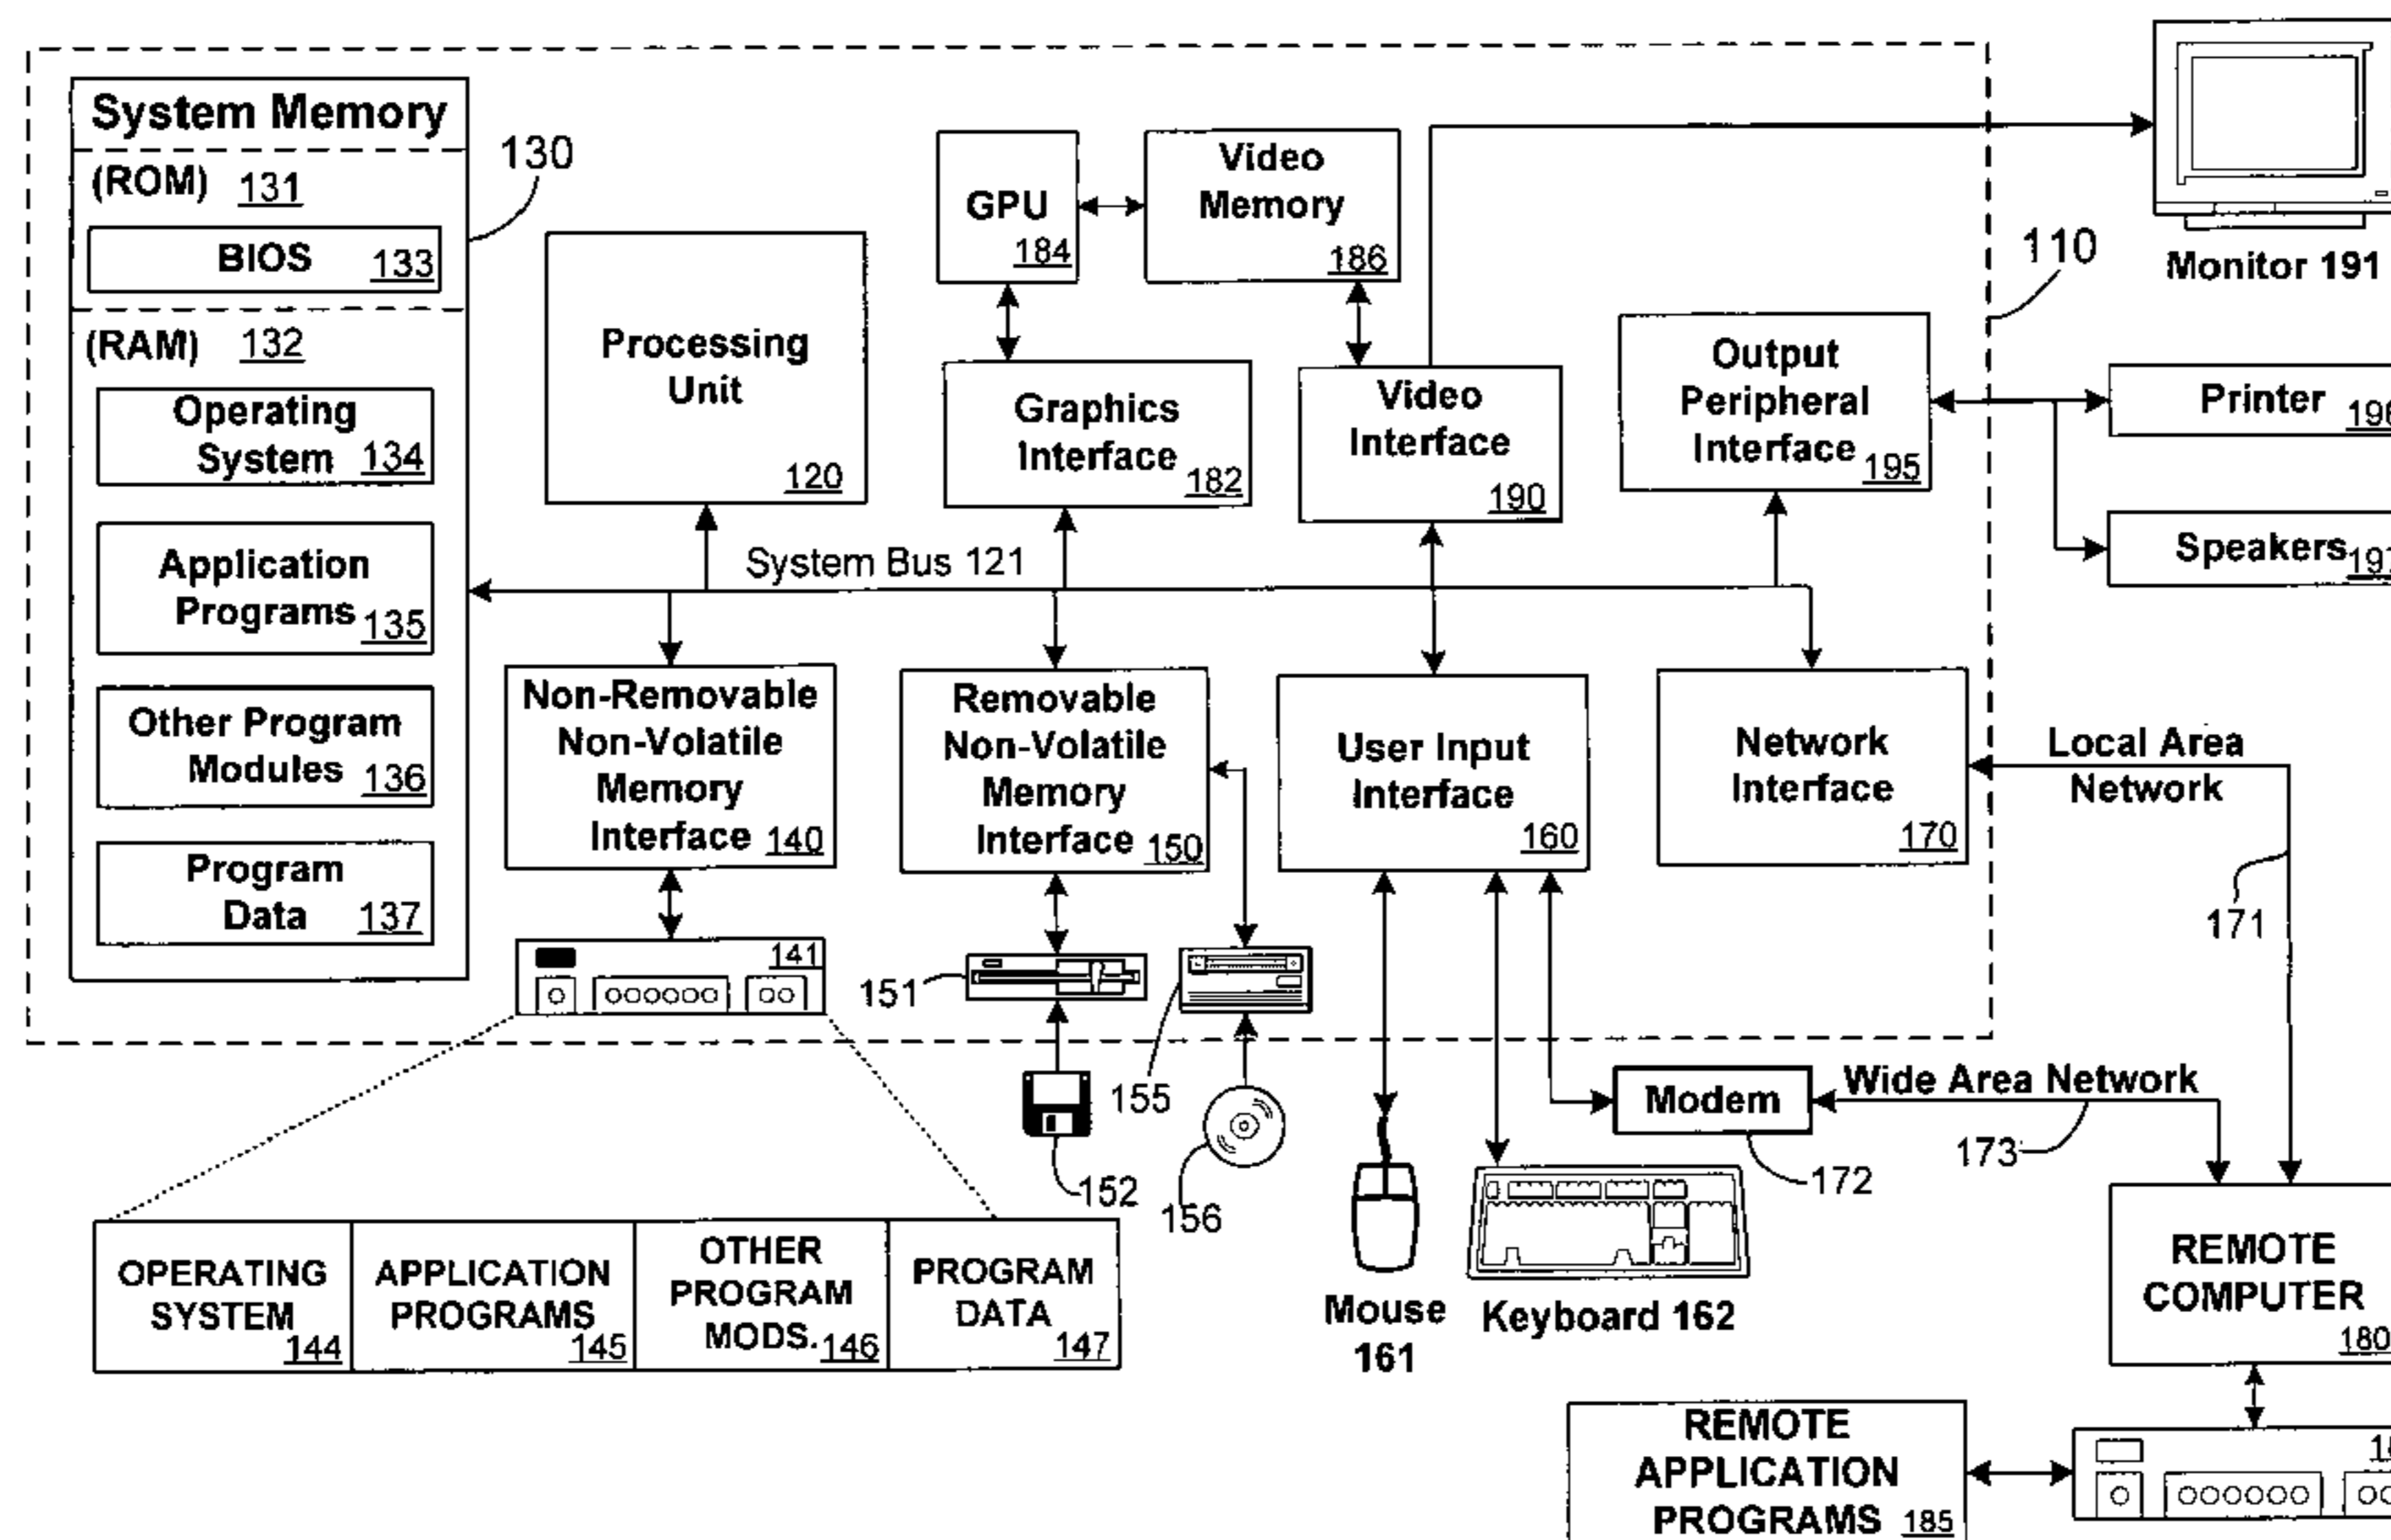 System Memory
(ROM) 131
BIOS 133
130
(RAM) 132
Operating
System 134
Application
Programs 135
Other Program
Modules 136
Program
Data 137
Processing
Unit
120
GPU
184
Video
Memory
186
Graphics
Interface
182
Video
Interface
190
Output
Peripheral
Interface 195
110
Monitor 191
Printer
Speakers
System Bus 121
Non-Removable
Non-Volatile
Memory
Interface 140
Removable
Non-Volatile
Memory
Interface 150
User Input
Interface
160
Network
Interface
170
Local Area
Network
171
141
151
155
152
156
Modem
172
Wide Area Network
173
Mouse
161
Keyboard 162
OPERATING
SYSTEM
144
APPLICATION
PROGRAMS
145
OTHER
PROGRAM
MODS. 146
PROGRAM
DATA
147
REMOTE
COMPUTER
180
REMOTE
APPLICATION
PROGRAMS 185